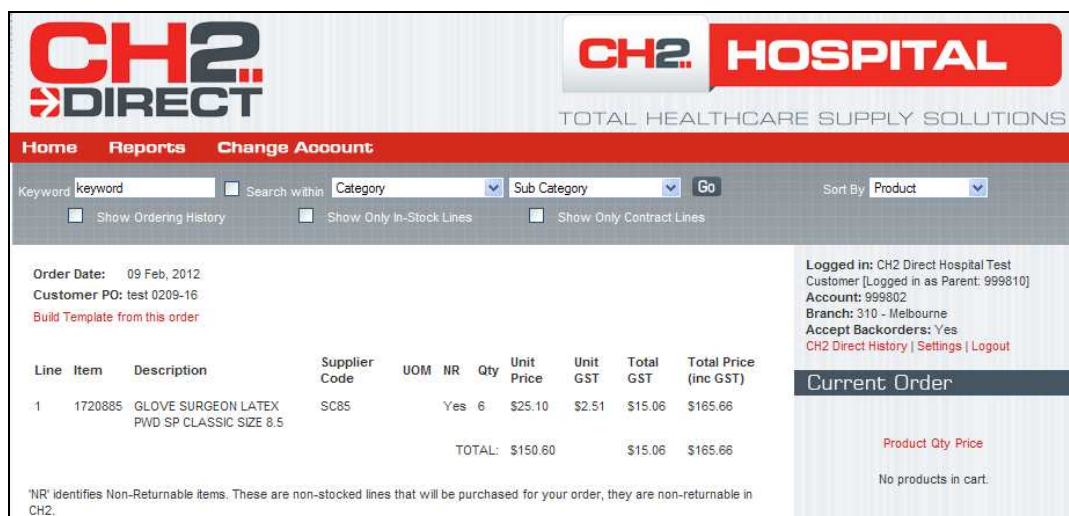 CH2..
DIRECT
CH2.. HOSPITAL
TOTAL HEALTHCARE SUPPLY SOLUTIONS
Home Reports Change Account
Keyword keyword Search within Category Sub Category Go Sort By Product
Show Ordering History Show Only In-Stock Lines Show Only Contract Lines
Order Date: 09 Feb, 2012
Customer PO: test 0209-16
Build Template from this order
Line Item Description Supplier Code UOM NR Qty Unit Price Unit GST Total GST Total Price (inc GST)
1 1720885 GLOVE SURGEON LATEX PWD SP CLASSIC SIZE 8.5 SC85 Yes 6 $25.10 $2.51 $15.06 $165.66
TOTAL: $150.60 $15.06 $165.66
'NR' identifies Non-Returnable items. These are non-stocked lines that will be purchased for your order, they are non-returnable in
CH2.
Logged in: CH2 Direct Hospital Test
Customer [Logged in as Parent: 999810]
Account: 999802
Branch: 310 - Melbourne
Accept Backorders: Yes
CH2 Direct History | Settings | Logout
Current Order
Product Qty Price
No products in cart.